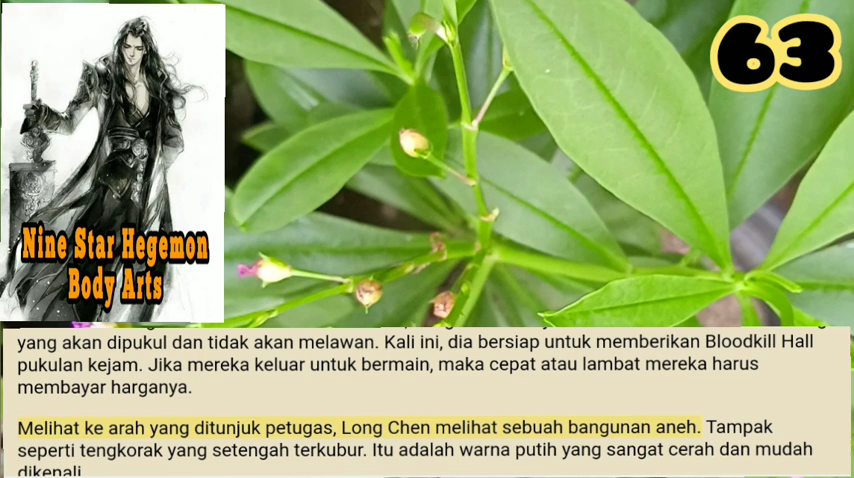 63
Nine Star Hegemon
Body Arts
yang akan dipukul dan tidak akan melawan. Kali ini, dia bersiap untuk memberikan Bloodkill Hall
pukulan kejam. Jika mereka keluar untuk bermain, maka cepat atau lambat mereka harus
membayar harganya.
Melihat ke arah yang ditunjuk petugas, Long Chen melihat sebuah bangunan aneh. Tampak
seperti tengkorak yang setengah terkubur. Itu adalah warna putih yang sangat cerah dan mudah
dikenali